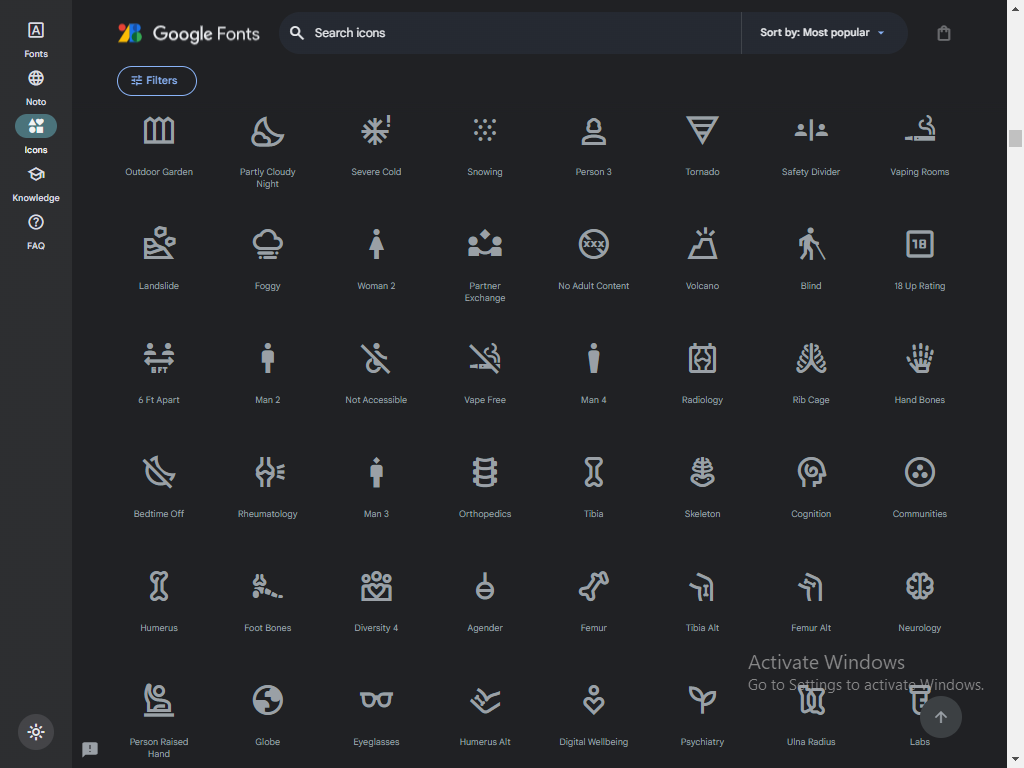 Google Fonts
Search icons
Sort by: Most popular
Fonts
Noto
Icons
Knowledge
FAQ
Filters
Outdoor Garden
Partly Cloudy
Night
Severe Cold
Snowing
Person 3
Tornado
Safety Divider
Vaping Rooms
Landslide
Foggy
Woman 2
Partner
Exchange
XXX
No Adult Content
Volcano
Blind
18
18 Up Rating
6 FT
6 Ft Apart
Man 2
Not Accessible
Vape Free
Man 4
Radiology
Rib Cage
Hand Bones
Bedtime Off
Rheumatology
Man 3
Orthopedics
Tibia
Skeleton
Cognition
Communities
Humerus
Foot Bones
Diversity 4
Agender
Femur
Tibia Alt
Femur Alt
Neurology
Activate Windows
Go to Settings to activate Windows.
Person Raised
Hand
Globe
Eyeglasses
Humerus Alt
Digital Wellbeing
Psychiatry
Ulna Radius
Labs